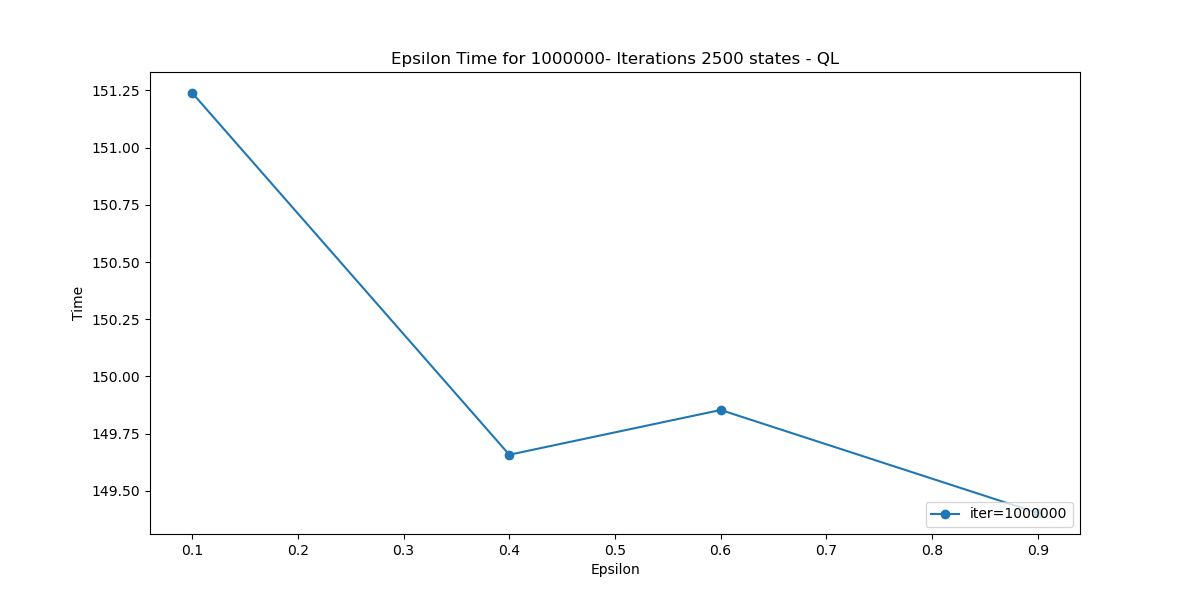 Epsilon Time for 1000000- Iterations 2500 states - QL
151.25
151.00
150.75
150.50
150.25
150.00
149.75
149.50
Time
iter=1000000
0.1 0.2 0.3 0.4 0.5 0.6 0.7 0.8 0.9
Epsilon